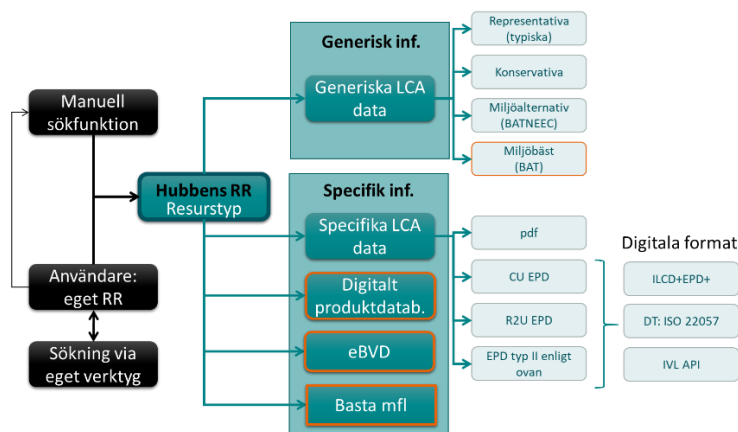 Manuell
sökfunktion
Användare:
eget RR
Sökning via
eget verktyg
Hubbens RR
Resurstyp
Generisk inf.
Generiska LCA
data
Representativa
(typiska)
Konservativa
Miljöalternativ
(BATNEEC)
Miljöbäst
(BAT)
Specifik inf.
Specifika LCA
data
Digitalt
produktdatab.
eBVD
Basta mfl
pdf
CU EPD
R2U EPD
EPD typ II enligt
ovan
Digitala format
ILCD+EPD+
DT: ISO 22057
IVL API